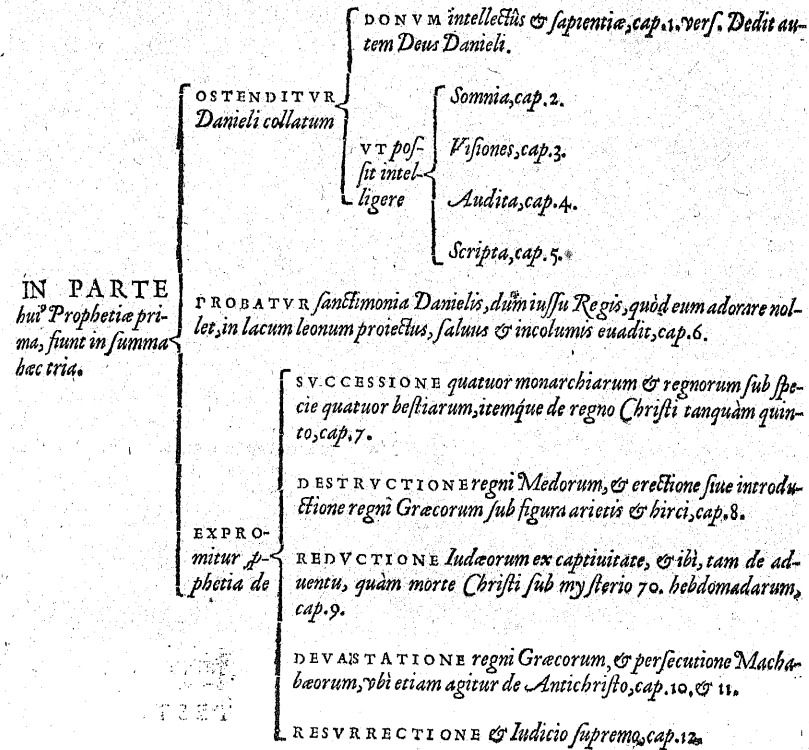 DONVM intellectûs & sapientiæ, cap.1. vers. Dedit au-
tem Deus Danieli.
OSTENDITVR
Danieli collatum
Somnia, cap.2.
VT pos-
sit intel-
ligere
Visiones, cap.3.
Audita, cap.4.
Scripta, cap.5.
IN PARTE
hui⁹ Prophetiæ pri-
ma, fiunt in summa
hæc tria.
PROBATVR sanctimonia Danielis, dum iussu Regis, quòd eum adorare nol-
let, in lacum leonum proiectus, saluus & incolumis euadit, cap.6.
SVCCESSIONE quatuor monarchiarum & regnorum sub spe-
cie quatuor bestiarum, itemq́ue de regno Christi tanquàm quin-
to, cap.7.
DESTRVCTIONE regni Medorum, & erectione siue introdu-
ctione regni Græcorum sub figura arietis & hirci, cap.8.
EXPRO-
mitur p-
phetia de
REDVCTIONE Iudæorum ex captiuitate, & ibì, tam de ad-
uentu, quàm morte Christi sub mysterio 70. hebdomadarum,
cap.9.
DEVASTATIONE regni Græcorum, & persecutione Macha-
bæorum, vbì etiam agitur de Antichristo, cap.10. & 11.
RESVRRECTIONE & Iudicio supremo, cap.12.